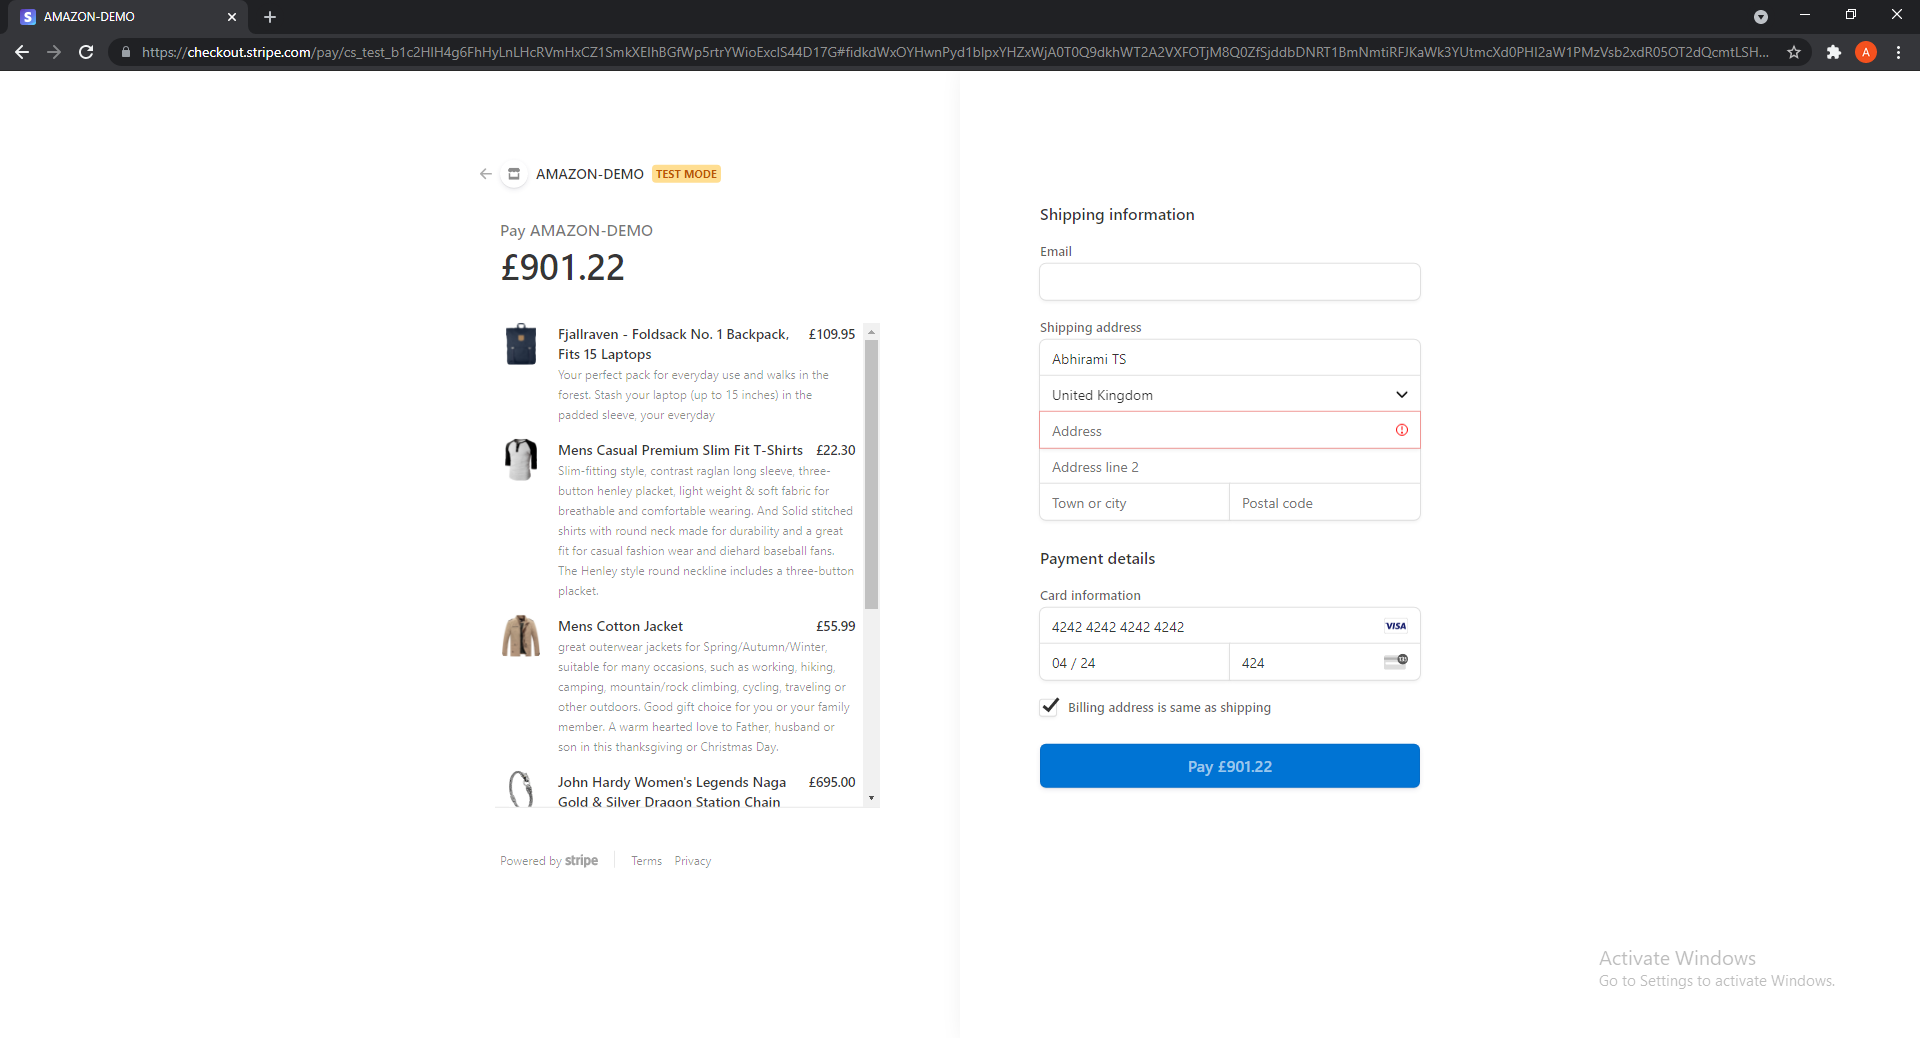 AMAZON-DEMO
https://checkout.stripe.com/pay/
AMAZON-DEMO TEST MODE
Pay AMAZON-DEMO
£901.22
Fjallraven - Foldsack No. 1 Backpack, £109.95
Fits 15 Laptops
Your perfect pack for everyday use and walks in the
forest. Stash your laptop (up to 15 inches) in the
padded sleeve, your everyday
Mens Casual Premium Slim Fit T-Shirts £22.30
Slim-fitting style, contrast raglan long sleeve, three-
button henley placket, light weight & soft fabric for
breathable and comfortable wearing. And Solid stitched
shirts with round neck made for durability and a great
fit for casual fashion wear and diehard baseball fans.
The Henley style round neckline includes a three-button
placket.
Mens Cotton Jacket £55.99
great outerwear jackets for Spring/Autumn/Winter,
suitable for many occasions, such as working, hiking,
camping, mountain/rock climbing, cycling, traveling or
other outdoors. Good gift choice for you or your family
member. A warm hearted love to Father, husband or
son in this thanksgiving or Christmas Day.
John Hardy Women's Legends Naga £695.00
Gold & Silver Dragon Station Chain
Powered by stripe
Terms Privacy
Shipping information
Email
Shipping address
Abhirami TS
United Kingdom
Address
Address line 2
Town or city Postal code
Payment details
Card information
4242 4242 4242 4242 VISA
04 / 24 424
Billing address is same as shipping
Pay £901.22
Activate Windows
Go to Settings to activate Windows.